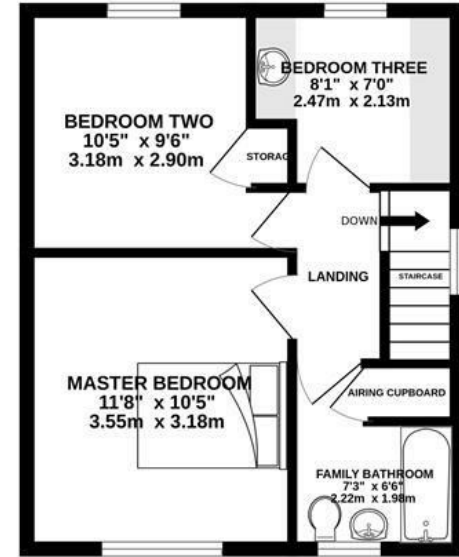 BEDROOM THREE
8'1" x 7'0"
2.47m x 2.13m
BEDROOM TWO
10'5" x 9'6"
3.18m x 2.90m
STORAG
DOWN
LANDING
STAIRCASE
MASTER BEDROOM
11'8" x 10'5"
3.55m x 3.18m
AIRING CUPBOARD
FAMILY BATHROOM
7'3" x 6'6"
2.22m x 1.98m